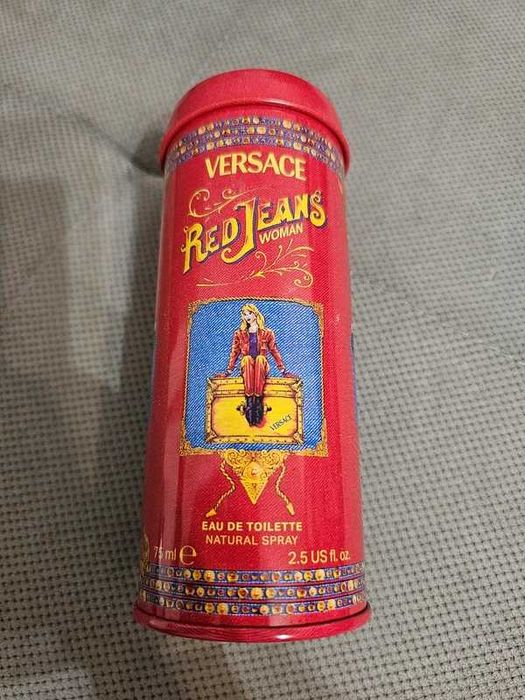 VERSACE
RED JEANS
WOMAN
VERSACE
EAU DE TOILETTE
NATURAL SPRAY
75 ml e 2.5 US fl. oz.